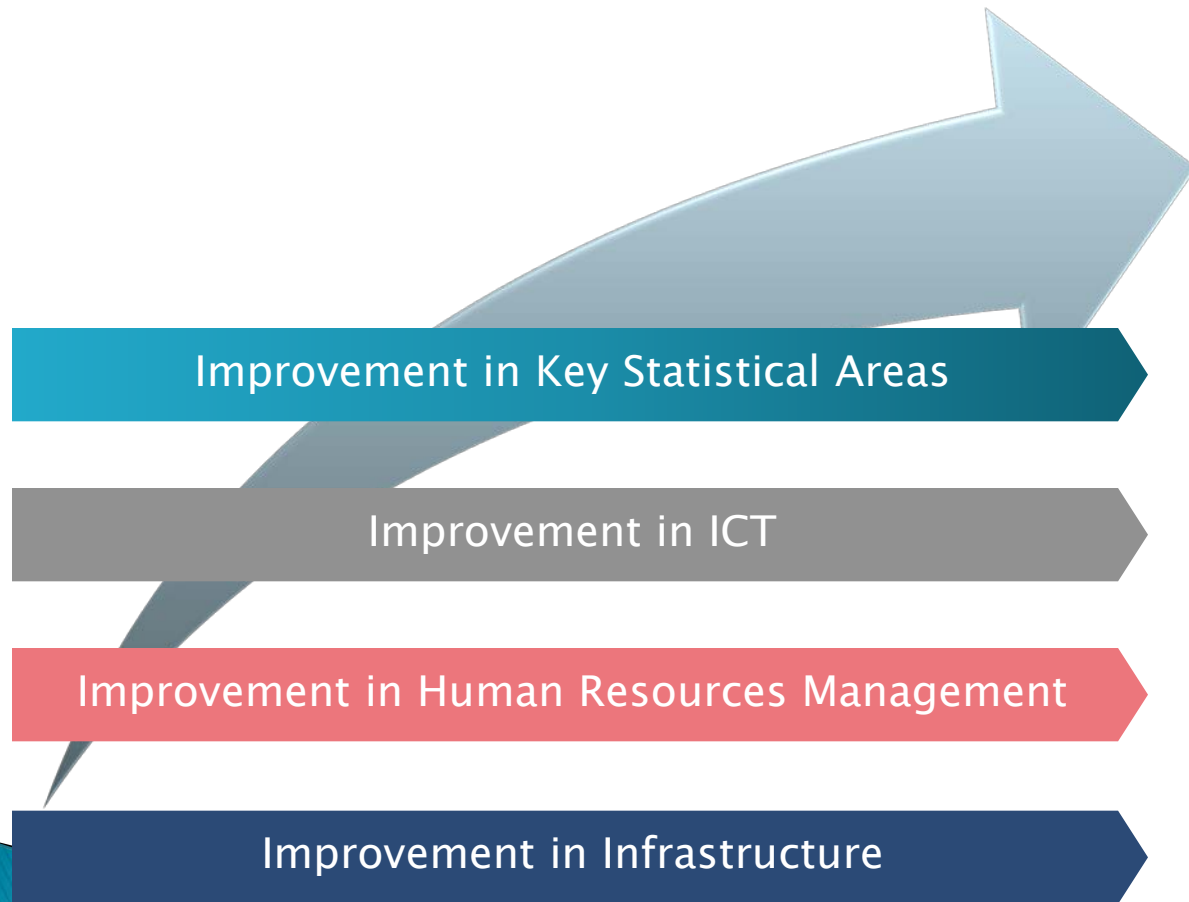 Improvement in Key Statistical Areas
Improvement in ICT
Improvement in Human Resources Management
Improvement in Infrastructure